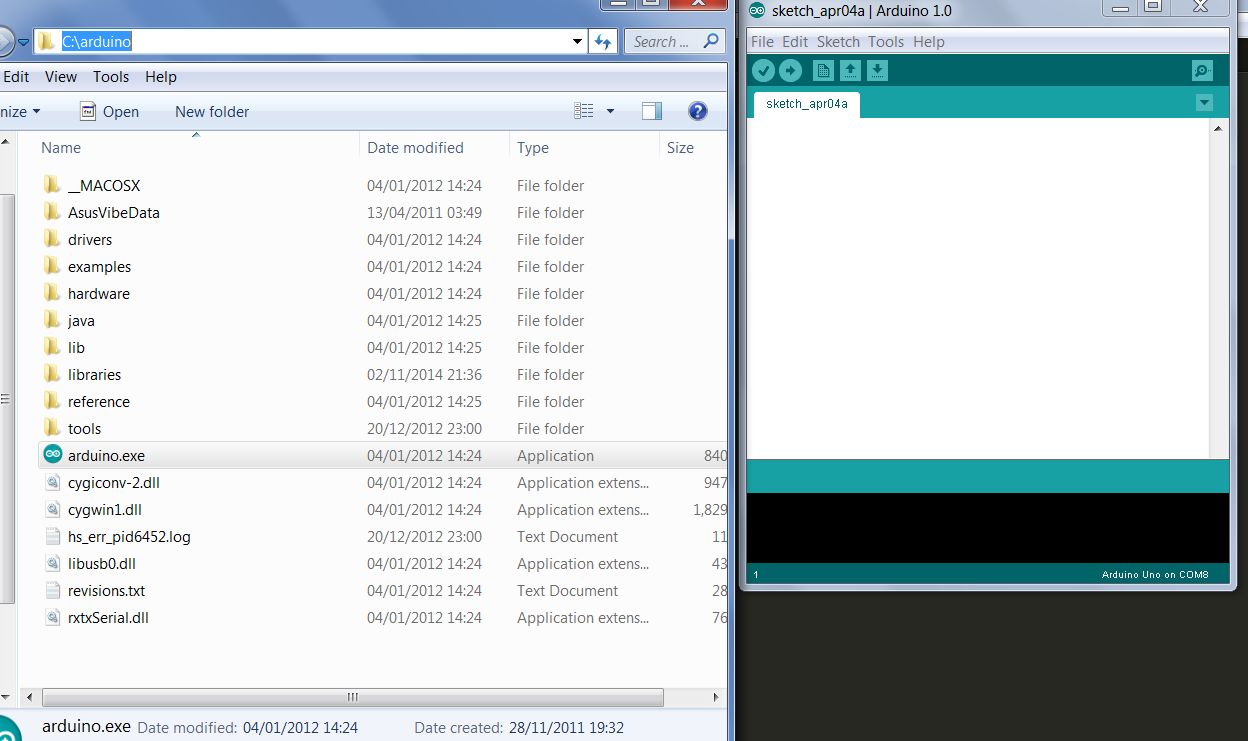 C:\arduino
Search ...
Edit View Tools Help
nize Open New folder
Name Date modified Type Size
__MACOSX 04/01/2012 14:24 File folder
AsusVibeData 13/04/2011 03:49 File folder
drivers 04/01/2012 14:24 File folder
examples 04/01/2012 14:24 File folder
hardware 04/01/2012 14:24 File folder
java 04/01/2012 14:25 File folder
lib 04/01/2012 14:25 File folder
libraries 02/11/2014 21:36 File folder
reference 04/01/2012 14:25 File folder
tools 20/12/2012 23:00 File folder
arduino.exe 04/01/2012 14:24 Application 840
cygiconv-2.dll 04/01/2012 14:24 Application extens... 947
cygwin1.dll 04/01/2012 14:24 Application extens... 1,829
hs_err_pid6452.log 20/12/2012 23:00 Text Document 11
libusb0.dll 04/01/2012 14:24 Application extens... 43
revisions.txt 04/01/2012 14:24 Text Document 28
rxtxSerial.dll 04/01/2012 14:24 Application extens... 76
arduino.exe Date modified: 04/01/2012 14:24 Date created: 28/11/2011 19:32
sketch_apr04a | Arduino 1.0
File Edit Sketch Tools Help
sketch_apr04a
1 Arduino Uno on COM8